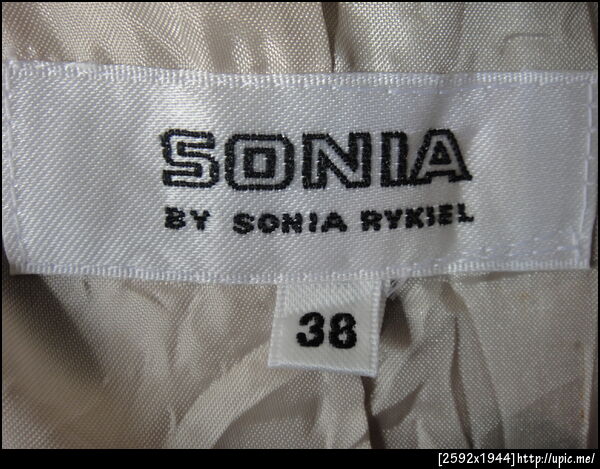 SONIA
BY SONIA RYKIEL
38
[2592x1944]http://upic.me/